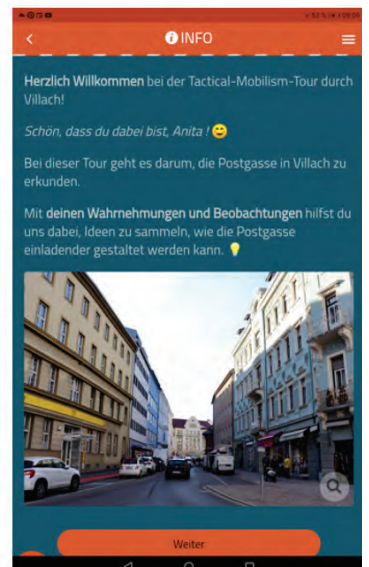 INFO
Herzlich Willkommen bei der Tactical-Mobilism-Tour durch
Villach!
Schön, dass du dabei bist, Anita ! 😊
Bei dieser Tour geht es darum, die Postgasse in Villach zu
erkunden.
Mit deinen Wahrnehmungen und Beobachtungen hilfst du
uns dabei, Ideen zu sammeln, wie die Postgasse
einladender gestaltet werden kann. 💡
Weiter